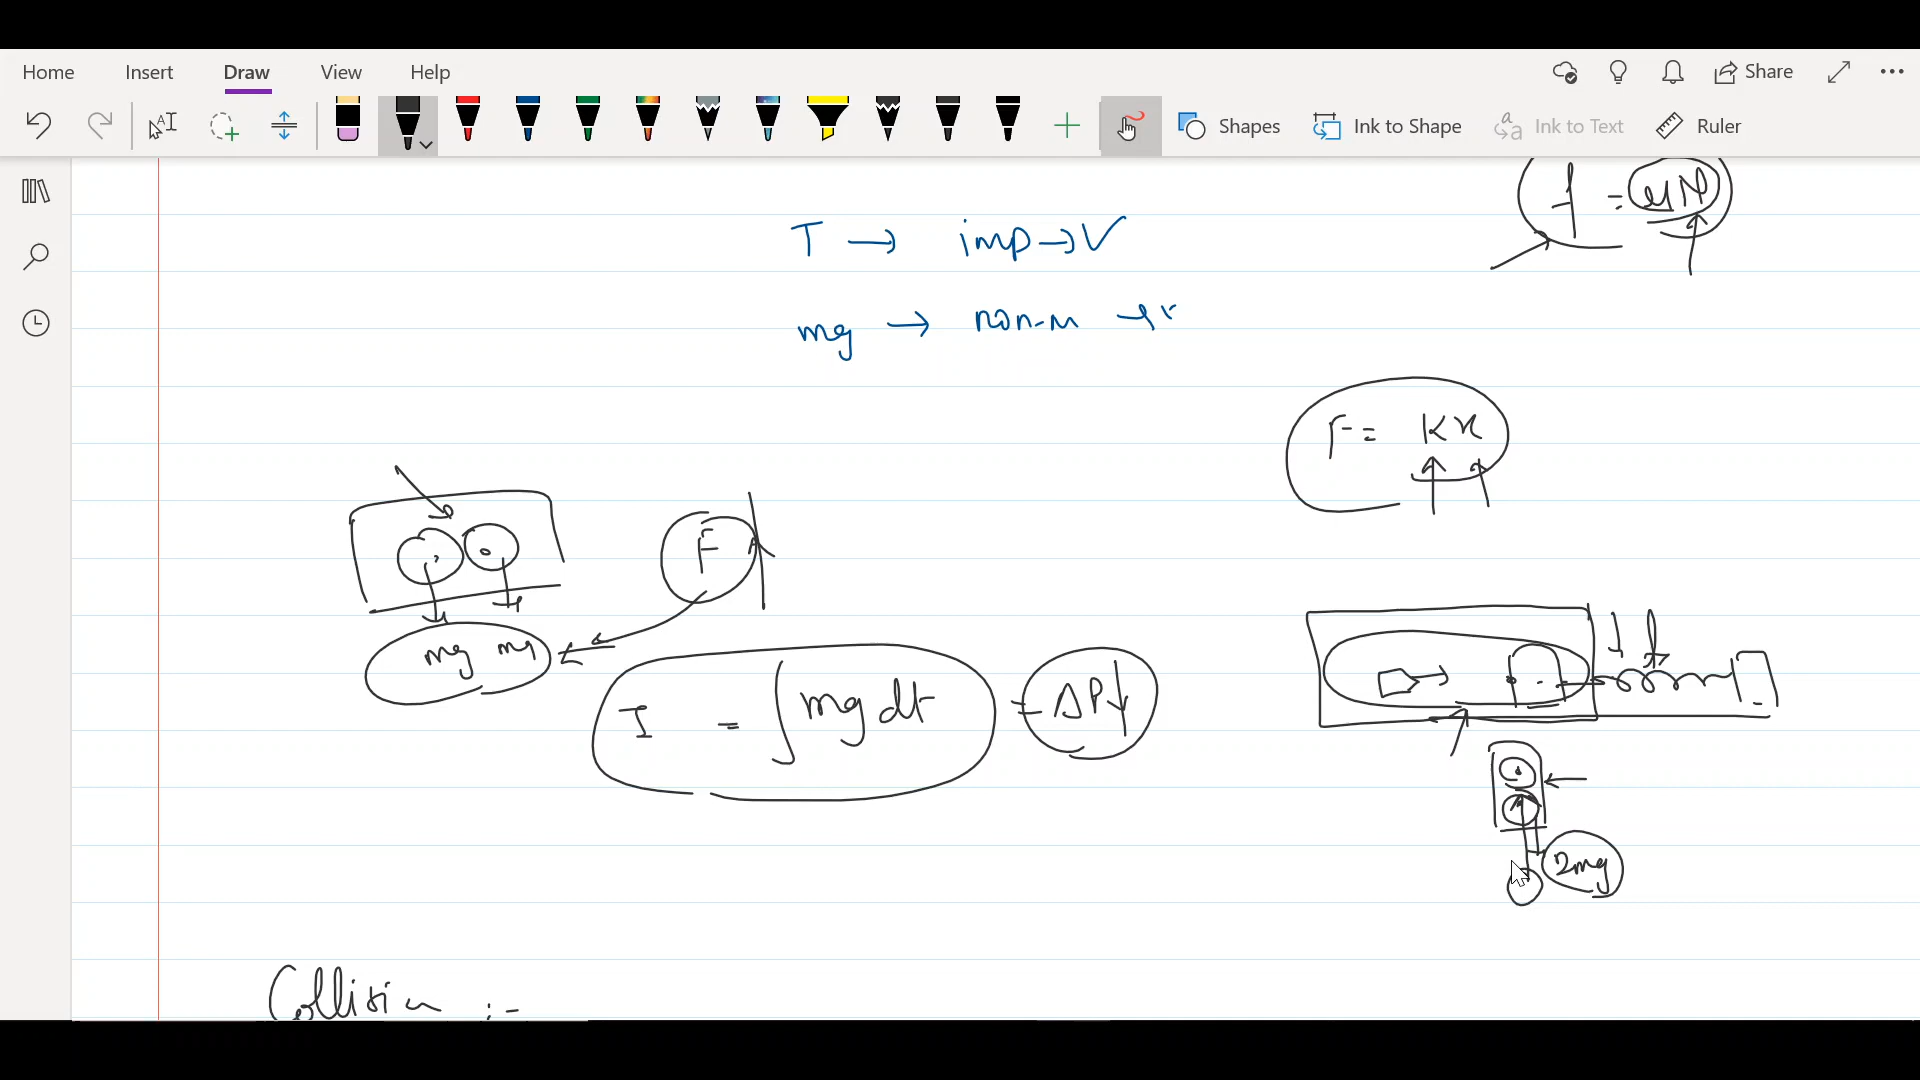 Home Insert Draw View Help Share
Shapes Ink to Shape Ink to Text Ruler
f = μN
T → imp → ✓
mg → non-m
F = Kx
F
mg mg
I = ∫ mg dt = ΔP↓
2mg
Collision :-